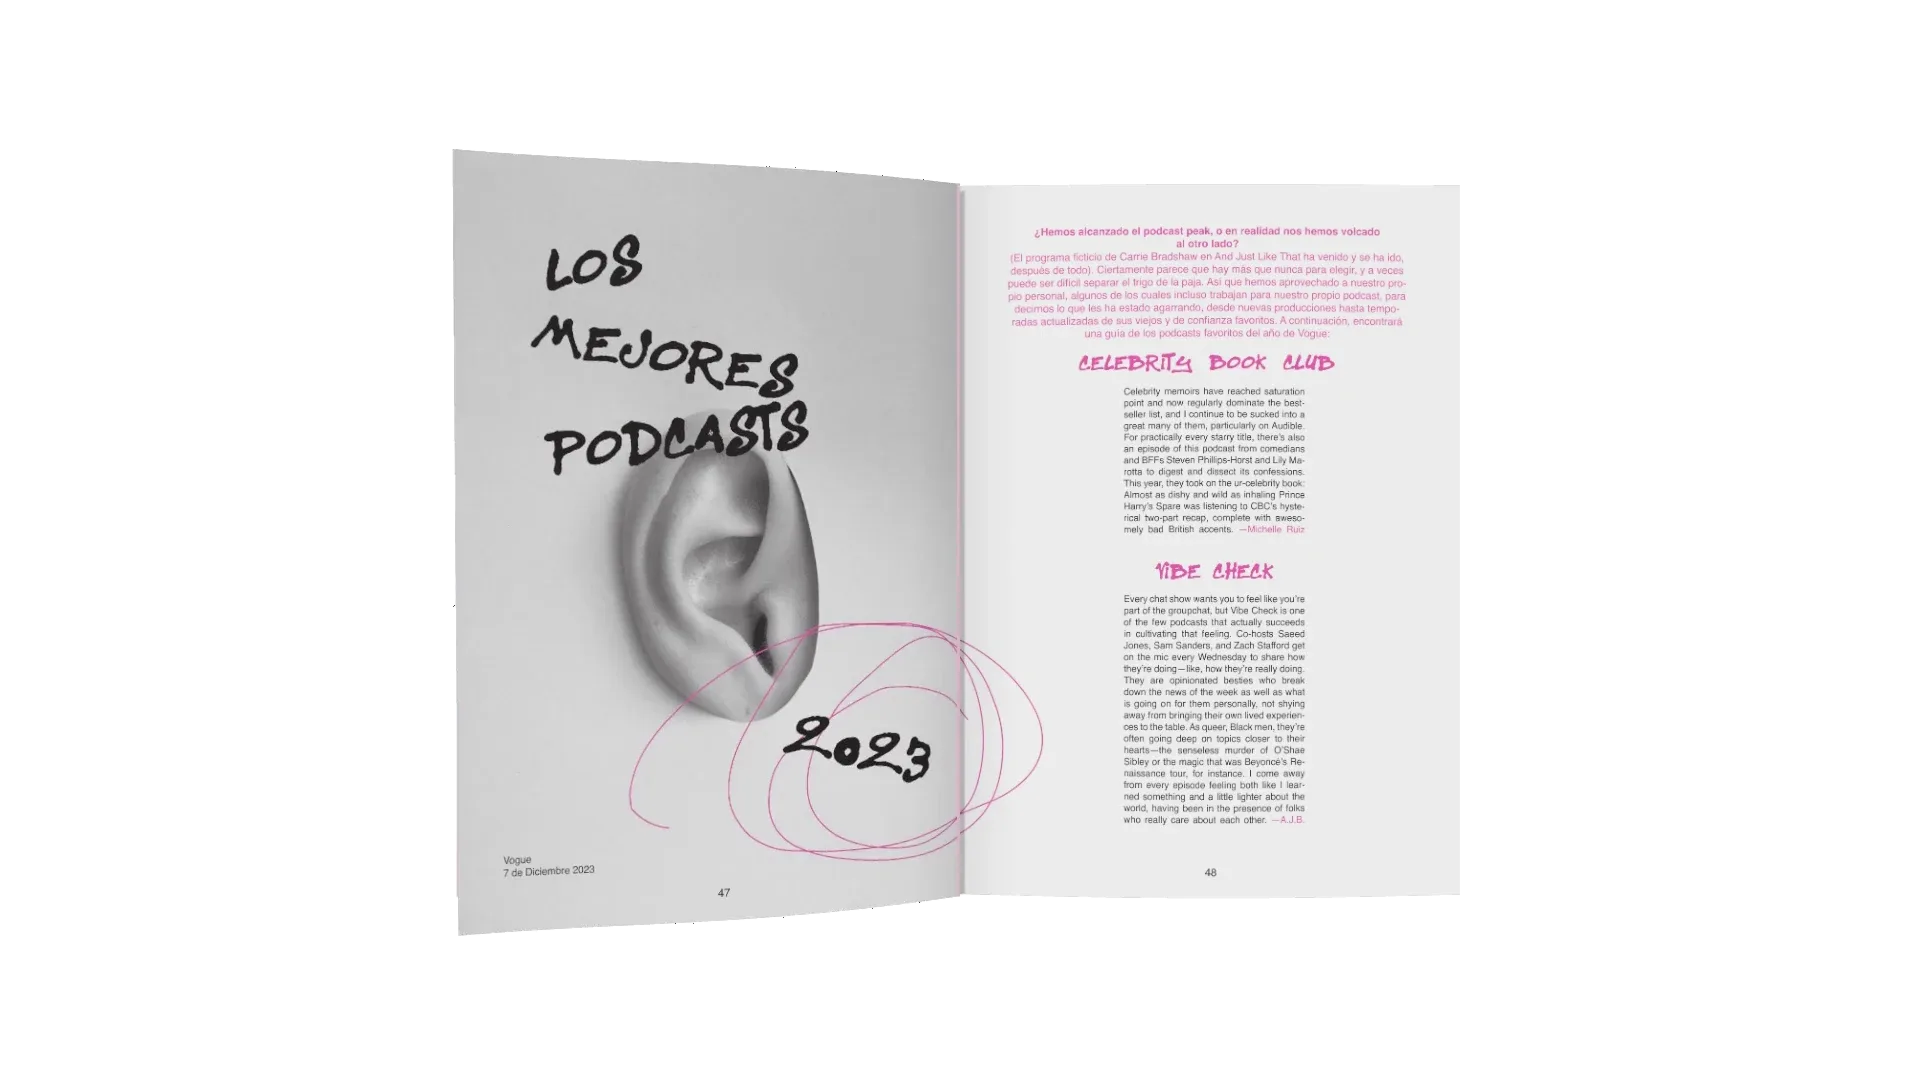 LOS
MEJORES
PODCASTS
2023
Vogue
7 de Diciembre 2023
47
¿Hemos alcanzado el podcast peak, o en realidad nos hemos volcado
al otro lado?
(El programa ficticio de Carrie Bradshaw en And Just Like That ha venido y se ha ido,
después de todo). Ciertamente parece que hay más que nunca para elegir, y a veces
puede ser difícil separar el trigo de la paja. Así que hemos aprovechado a nuestro pro-
pio personal, algunos de los cuales incluso trabajan para nuestro propio podcast, para
decirnos lo que les ha estado agarrando, desde nuevas producciones hasta tempo-
radas actualizadas de sus viejos y de confianza favoritos. A continuación, encontrará
una guía de los podcasts favoritos del año de Vogue:
CELEBRITY BOOK CLUB
Celebrity memoirs have reached saturation
point and now regularly dominate the best-
seller list, and I continue to be sucked into a
great many of them, particularly on Audible.
For practically every starry title, there's also
an episode of this podcast from comedians
and BFFs Steven Phillips-Horst and Lily Ma-
rotta to digest and dissect its confessions.
This year, they took on the ur-celebrity book:
Almost as dishy and wild as inhaling Prince
Harry's Spare was listening to CBC's hyste-
rical two-part recap, complete with aweso-
mely bad British accents. —Michelle Ruiz
VIBE CHECK
Every chat show wants you to feel like you're
part of the groupchat, but Vibe Check is one
of the few podcasts that actually succeeds
in cultivating that feeling. Co-hosts Saeed
Jones, Sam Sanders, and Zach Stafford get
on the mic every Wednesday to share how
they're doing—like, how they're really doing.
They are opinionated besties who break
down the news of the week as well as what
is going on for them personally, not shying
away from bringing their own lived experien-
ces to the table. As queer, Black men, they're
often going deep on topics closer to their
hearts—the senseless murder of O'Shae
Sibley or the magic that was Beyoncé's Re-
naissance tour, for instance. I come away
from every episode feeling both like I lear-
ned something and a little lighter about the
world, having been in the presence of folks
who really care about each other. —A.J.B.
48